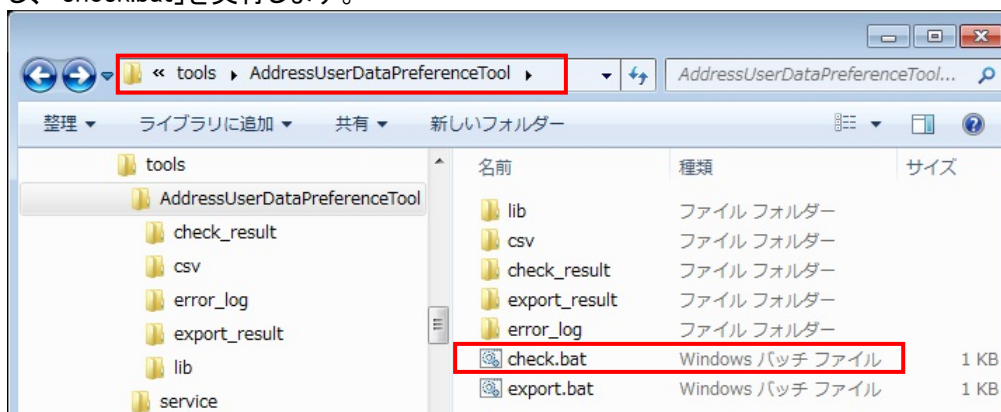 し、「check.bat」を実行します。
« tools ▸ AddressUserDataPreferenceTool ▸ AddressUserDataPreferenceTool...
整理 ▼ ライブラリに追加 ▼ 共有 ▼ 新しいフォルダー
tools
AddressUserDataPreferenceTool
check_result
csv
error_log
export_result
lib
service
名前 種類 サイズ
lib ファイル フォルダー
csv ファイル フォルダー
check_result ファイル フォルダー
export_result ファイル フォルダー
error_log ファイル フォルダー
check.bat Windows バッチ ファイル 1 KB
export.bat Windows バッチ ファイル 1 KB